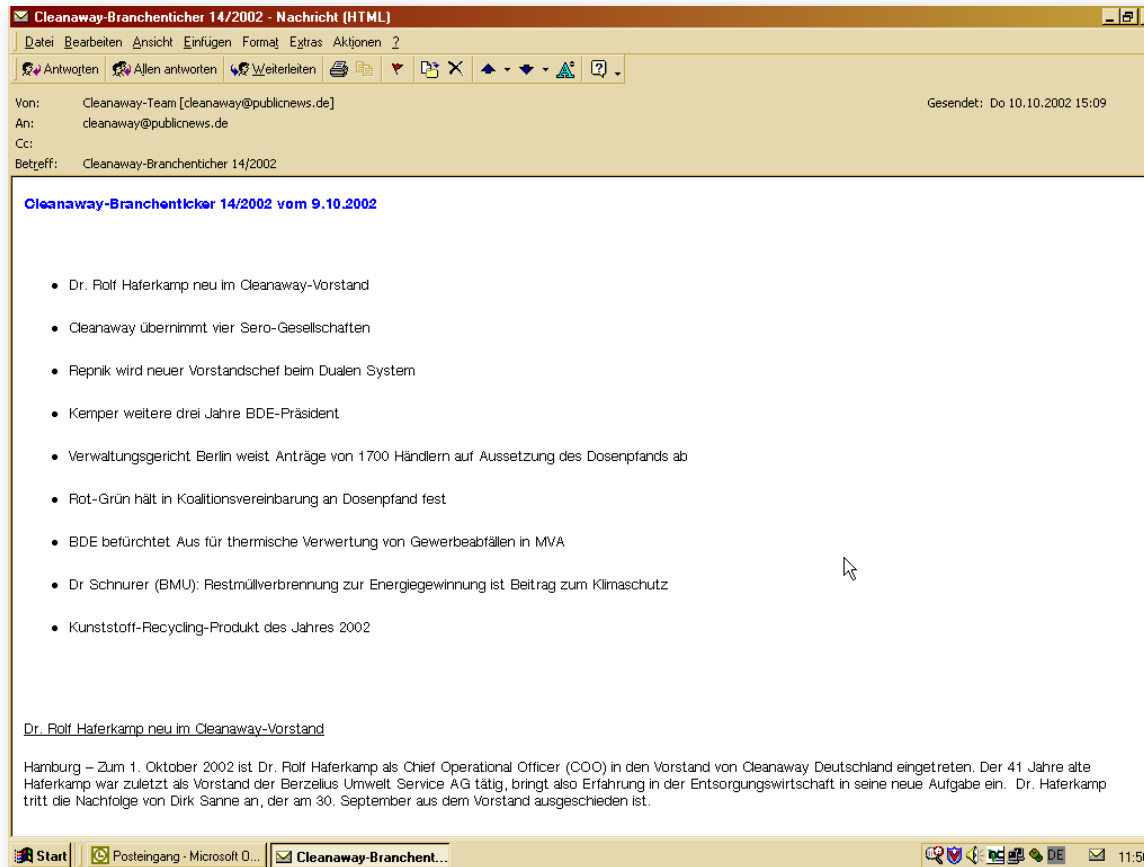 Cleanaway-Branchenticher 14/2002 - Nachricht (HTML)
Datei Bearbeiten Ansicht Einfügen Format Extras Aktionen ?
Antworten Allen antworten Weiterleiten
Von: Cleanaway-Team [cleanaway@publicnews.de] Gesendet: Do 10.10.2002 15:09
An: cleanaway@publicnews.de
Cc:
Betreff: Cleanaway-Branchenticher 14/2002
Cleanaway-Branchenticker 14/2002 vom 9.10.2002
• Dr. Rolf Haferkamp neu im Cleanaway-Vorstand
• Cleanaway übernimmt vier Sero-Gesellschaften
• Repnik wird neuer Vorstandschef beim Dualen System
• Kemper weitere drei Jahre BDE-Präsident
• Verwaltungsgericht Berlin weist Anträge von 1700 Händlern auf Aussetzung des Dosenpfands ab
• Rot-Grün hält in Koalitionsvereinbarung an Dosenpfand fest
• BDE befürchtet Aus für thermische Verwertung von Gewerbeabfällen in MVA
• Dr Schnurer (BMU): Restmüllverbrennung zur Energiegewinnung ist Beitrag zum Klimaschutz
• Kunststoff-Recycling-Produkt des Jahres 2002
Dr. Rolf Haferkamp neu im Cleanaway-Vorstand
Hamburg – Zum 1. Oktober 2002 ist Dr. Rolf Haferkamp als Chief Operational Officer (COO) in den Vorstand von Cleanaway Deutschland eingetreten. Der 41 Jahre alte
Haferkamp war zuletzt als Vorstand der Berzelius Umwelt Service AG tätig, bringt also Erfahrung in der Entsorgungswirtschaft in seine neue Aufgabe ein. Dr. Haferkamp
tritt die Nachfolge von Dirk Sanne an, der am 30. September aus dem Vorstand ausgeschieden ist.
Start Posteingang - Microsoft O... Cleanaway-Branchent... DE